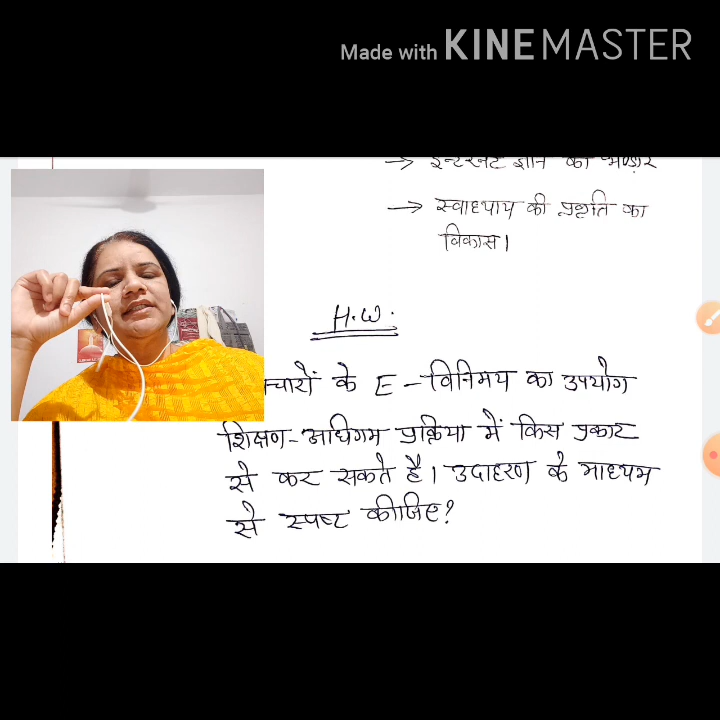 Made with KINEMASTER
→ इन्टरनेट ज्ञान का भण्डार
→ स्वाध्याय की प्रवृति का
विकास।
H.W.
के E-विनिमय का उपयोग
शिक्षण-अधिगम प्रक्रिया में किस प्रकार
से कर सकते है। उदाहरण के माध्यम
से स्पष्ट कीजिए?